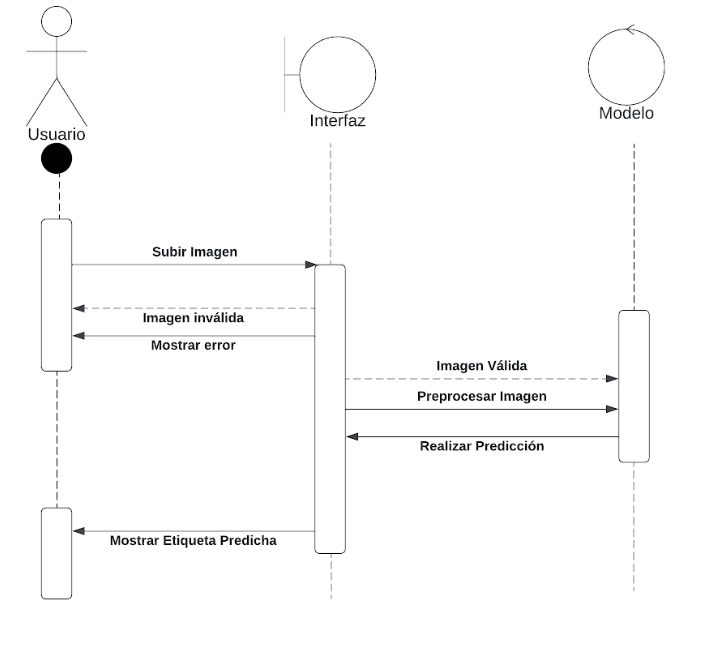 Usuario
Interfaz
Modelo
Subir Imagen
Imagen inválida
Mostrar error
Imagen Válida
Preprocesar Imagen
Realizar Predicción
Mostrar Etiqueta Predicha